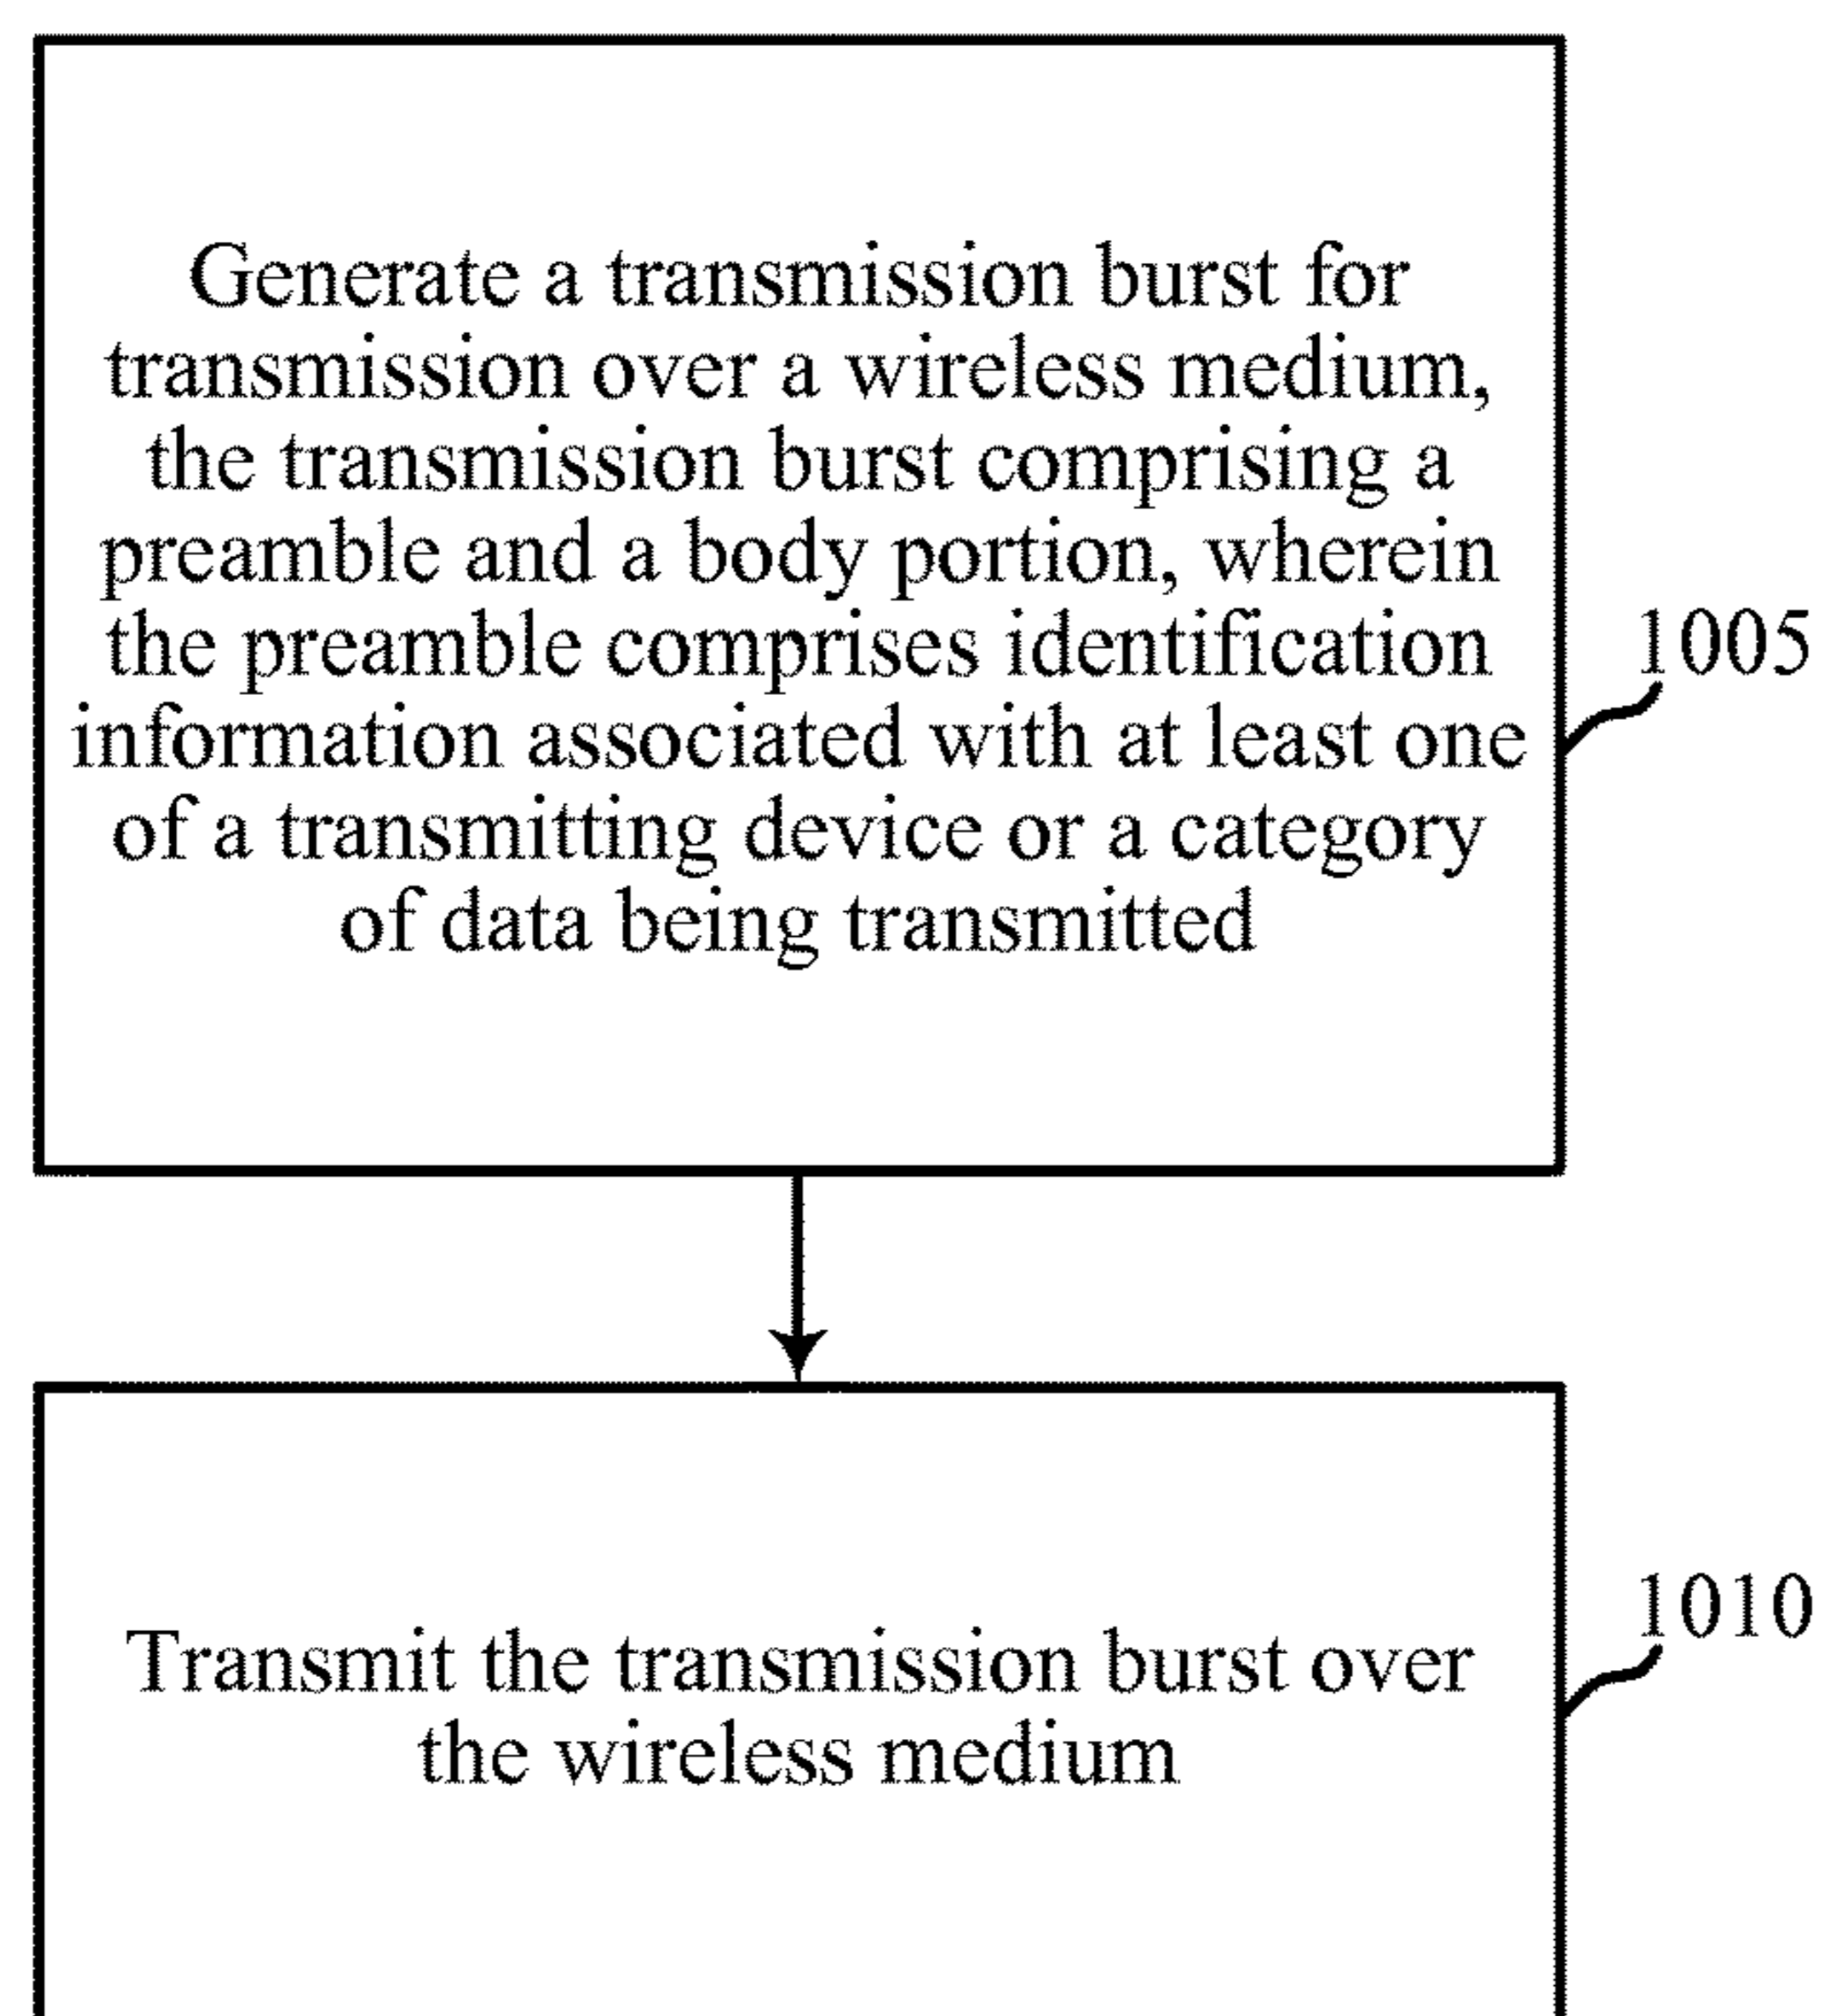 Generate a transmission burst for
transmission over a wireless medium,
the transmission burst comprising a
preamble and a body portion, wherein
the preamble comprises identification
information associated with at least one
of a transmitting device or a category
of data being transmitted
1005
Transmit the transmission burst over
the wireless medium
1010